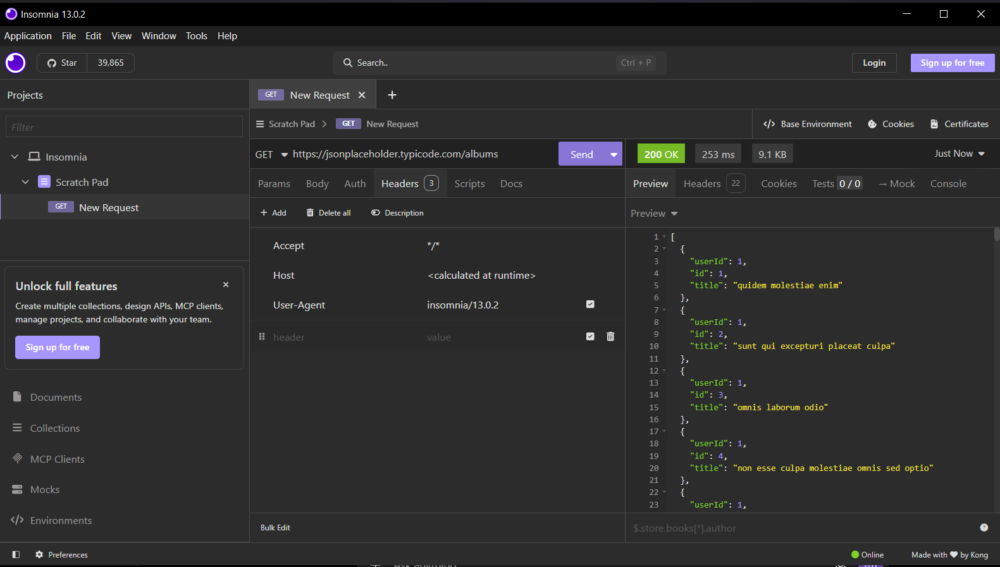 Insomnia 13.0.2
Application File Edit View Window Tools Help
Star 39,865
Search.. Ctrl + P
Login Sign up for free
Projects
GET New Request
Filter
Scratch Pad GET New Request
Base Environment Cookies Certificates
Insomnia
Scratch Pad
GET New Request
GET https://jsonplaceholder.typicode.com/albums Send
200 OK 253 ms 9.1 KB Just Now
Params Body Auth Headers 3 Scripts Docs
Preview Headers 22 Cookies Tests 0 / 0 → Mock Console
+ Add Delete all Description
Preview
Accept */*
Host <calculated at runtime>
User-Agent insomnia/13.0.2
header value
1 [
2 {
3 "userId": 1,
4 "id": 1,
5 "title": "quidem molestiae enim"
6 },
7 {
8 "userId": 1,
9 "id": 2,
10 "title": "sunt qui excepturi placeat culpa"
11 },
12 {
13 "userId": 1,
14 "id": 3,
15 "title": "omnis laborum odio"
16 },
17 {
18 "userId": 1,
19 "id": 4,
20 "title": "non esse culpa molestiae omnis sed optio"
21 },
22 {
23 "userId": 1,
Unlock full features
Create multiple collections, design APIs, MCP clients,
manage projects, and collaborate with your team.
Sign up for free
Documents
Collections
MCP Clients
Mocks
Environments
Bulk Edit
$.store.books[*].author
Preferences
Online Made with ♥ by Kong